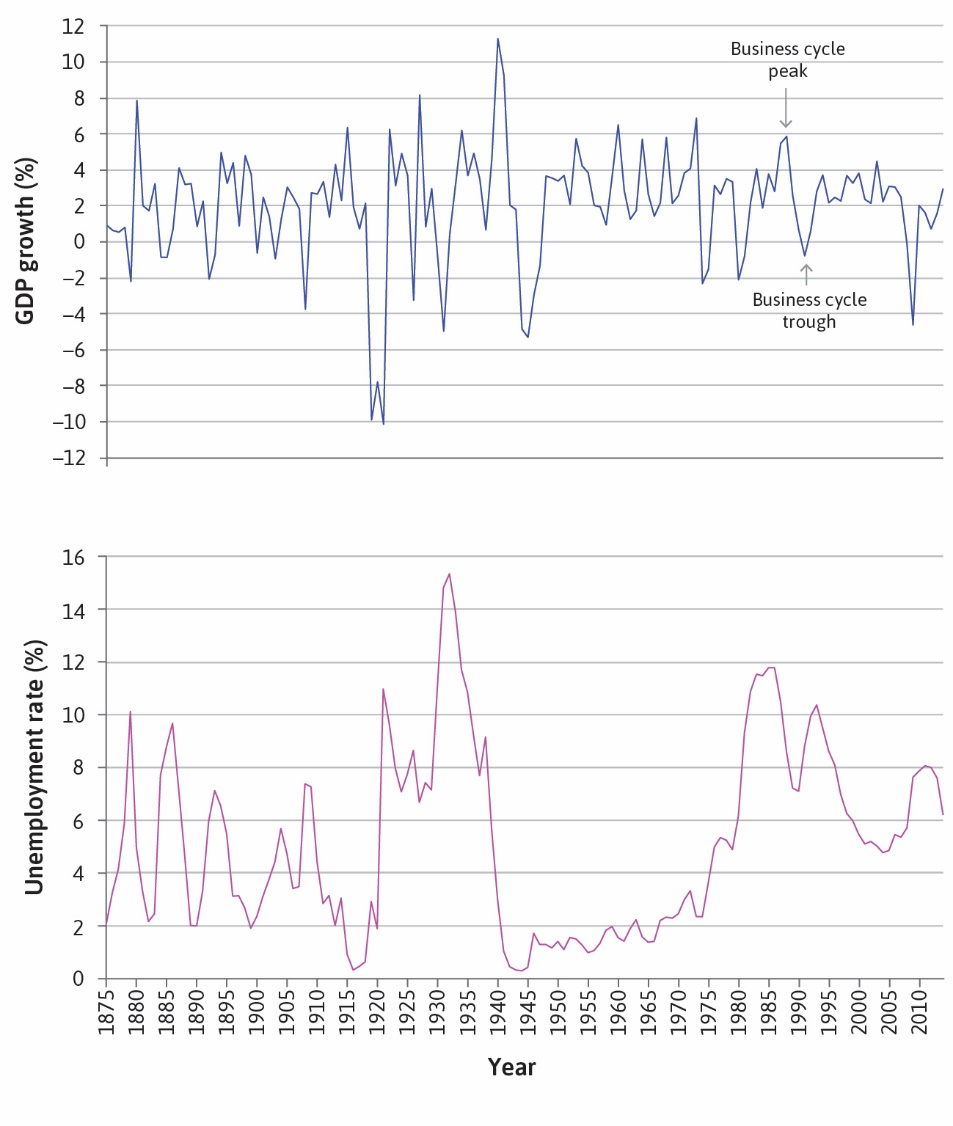 12
10
8
6
4
2
0
−2
−4
−6
−8
−10
−12
GDP growth (%)
Business cycle
peak
Business cycle
trough
16
14
12
10
8
6
4
2
0
Unemployment rate (%)
1875 1880 1885 1890 1895 1900 1905 1910 1915 1920 1925 1930 1935 1940 1945 1950 1955 1960 1965 1970 1975 1980 1985 1990 1995 2000 2005 2010
Year